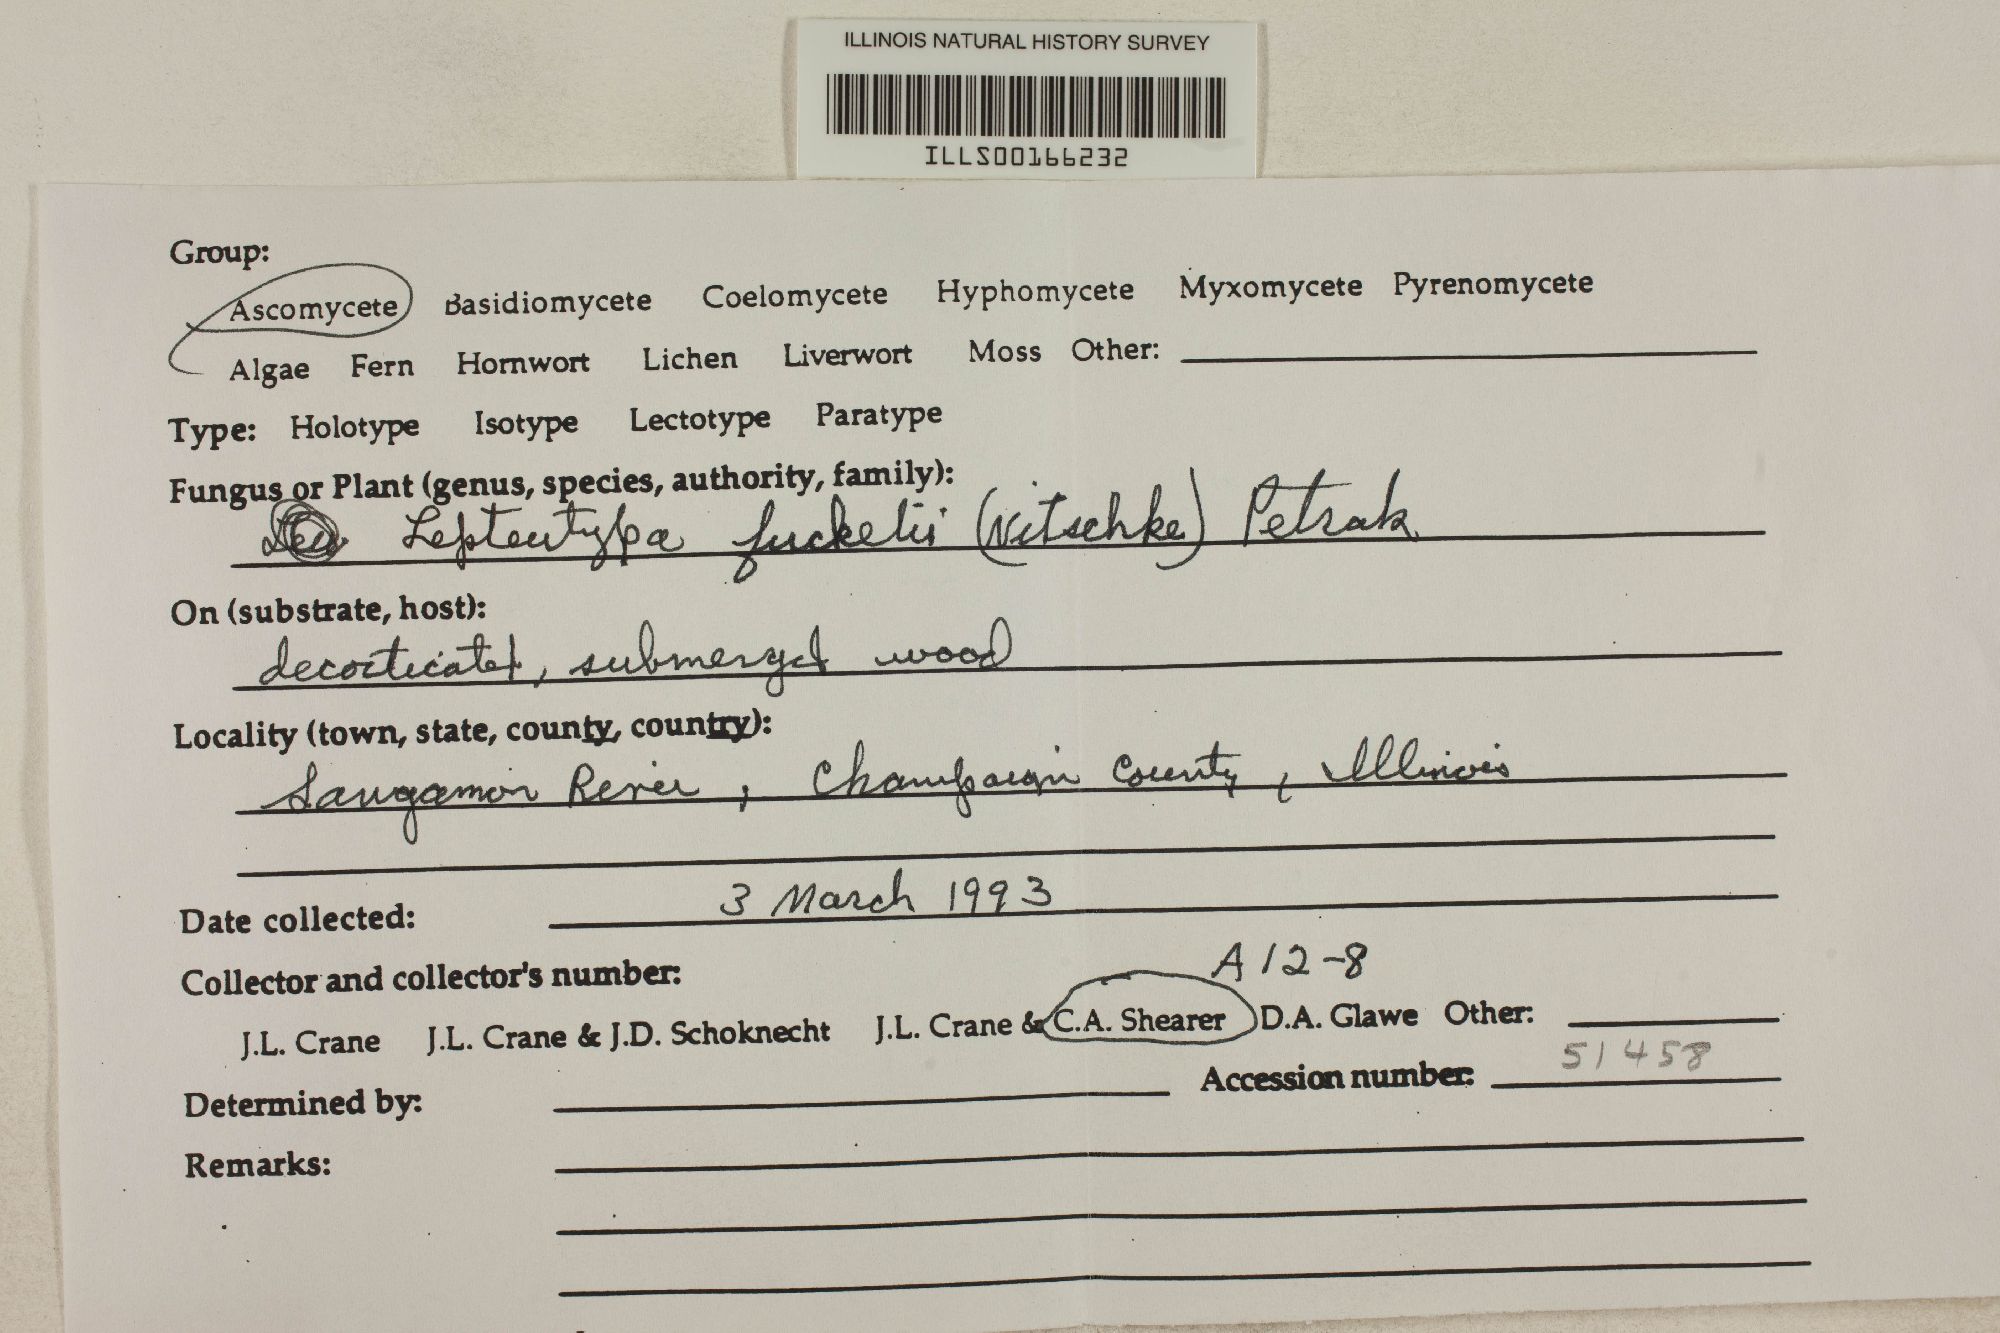 ILLINOIS NATURAL HISTORY SURVEY
ILLS00166232
Group:
Ascomycete Basidiomycete Coelomycete Hyphomycete Myxomycete Pyrenomycete
Algae Fern Hornwort Lichen Liverwort Moss Other:
Type: Holotype Isotype Lectotype Paratype
Fungus or Plant (genus, species, authority, family):
Lepteutypa fuckelii (Nitschke) Petrak
On (substrate, host):
decorticated, submerged wood
Locality (town, state, county, country):
Sangamon River, Champaign County, Illinois
Date collected: 3 March 1993
Collector and collector's number: A12-8
J.L. Crane J.L. Crane & J.D. Schoknecht J.L. Crane & C.A. Shearer D.A. Glawe Other:
Determined by: Accession number: 51458
Remarks: